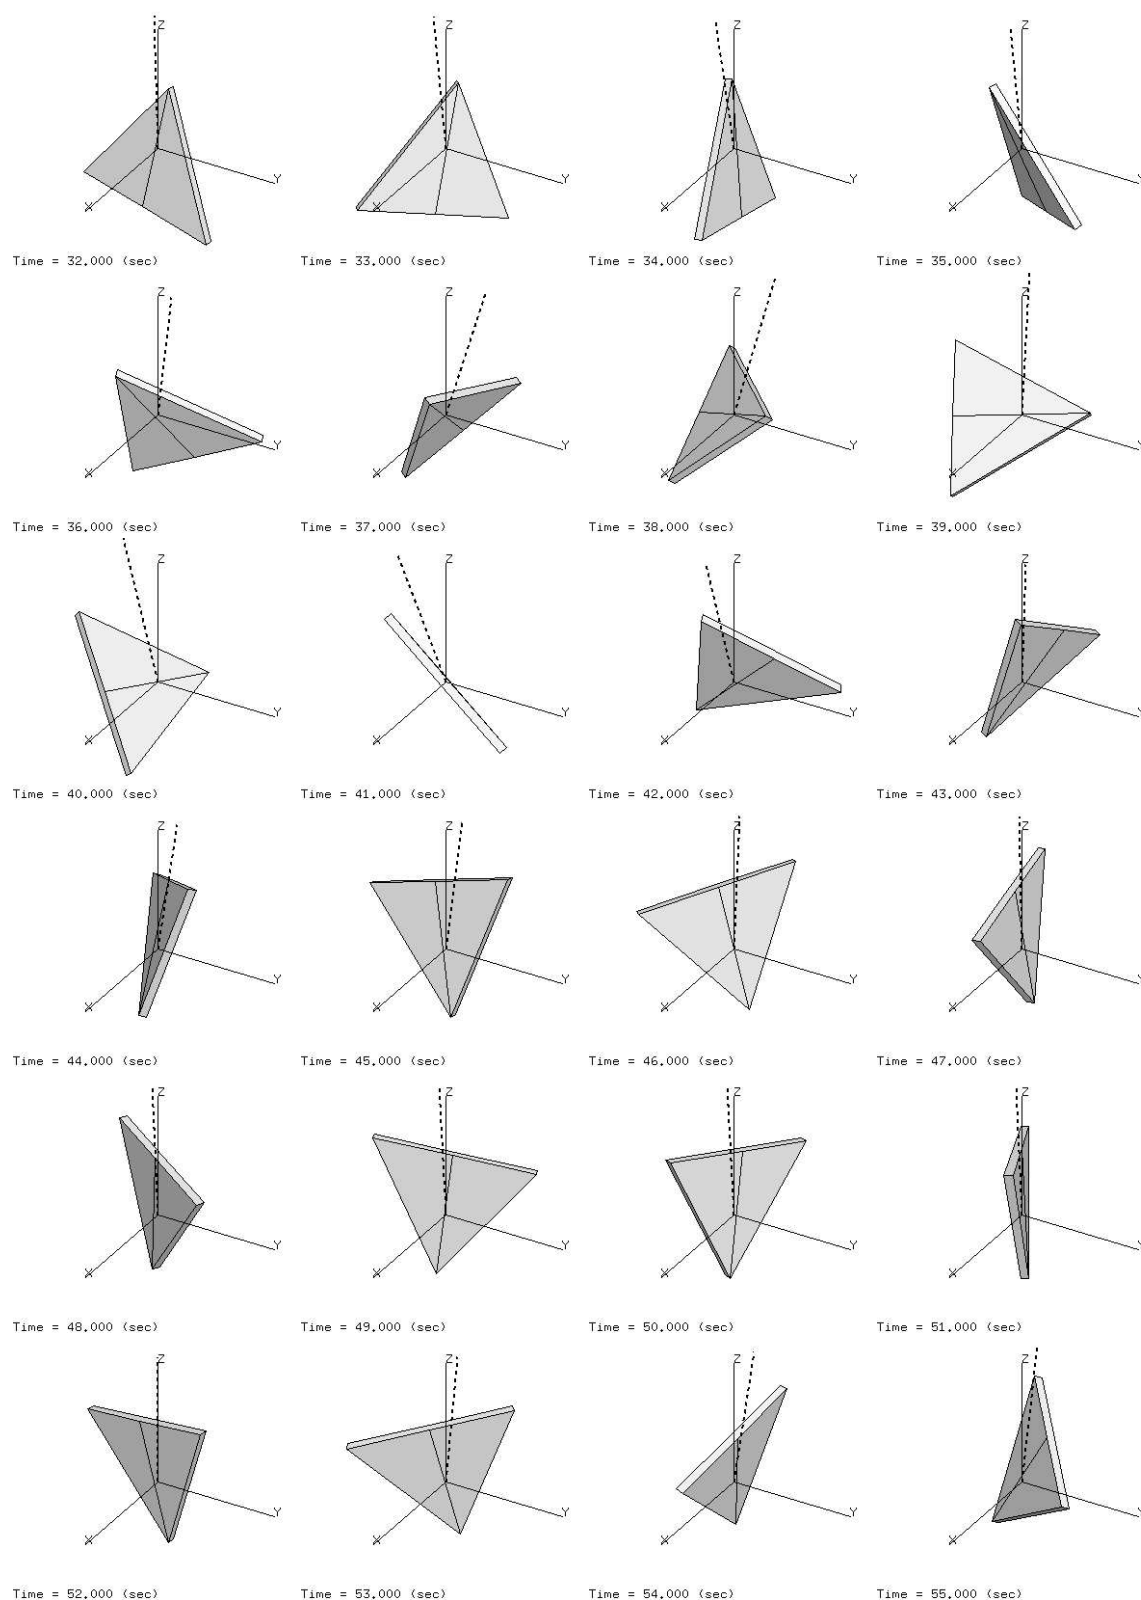 Z Z Z Z
Y Y Y Y
X X X X
Time = 32.000 (sec) Time = 33.000 (sec) Time = 34.000 (sec) Time = 35.000 (sec)
Z Z Z Z
Y Y Y Y
X X X X
Time = 36.000 (sec) Time = 37.000 (sec) Time = 38.000 (sec) Time = 39.000 (sec)
Z Z Z Z
Y Y Y Y
X X X X
Time = 40.000 (sec) Time = 41.000 (sec) Time = 42.000 (sec) Time = 43.000 (sec)
Z Z Z Z
Y Y Y Y
X X X X
Time = 44.000 (sec) Time = 45.000 (sec) Time = 46.000 (sec) Time = 47.000 (sec)
Z Z Z Z
Y Y Y Y
X X X X
Time = 48.000 (sec) Time = 49.000 (sec) Time = 50.000 (sec) Time = 51.000 (sec)
Z Z Z Z
Y Y Y Y
X X X X
Time = 52.000 (sec) Time = 53.000 (sec) Time = 54.000 (sec) Time = 55.000 (sec)